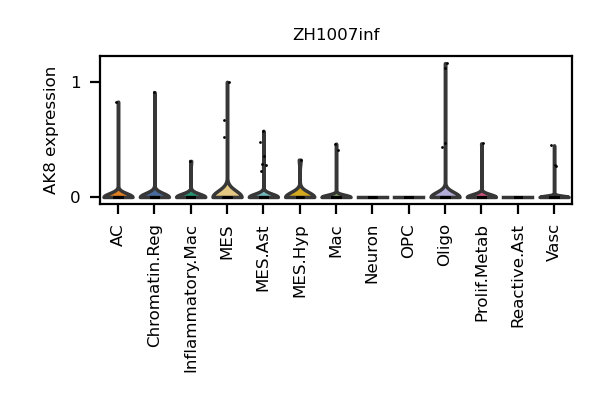 ZH1007inf
AK8 expression
1
0
AC
Chromatin.Reg
Inflammatory.Mac
MES
MES.Ast
MES.Hyp
Mac
Neuron
OPC
Oligo
Prolif.Metab
Reactive.Ast
Vasc